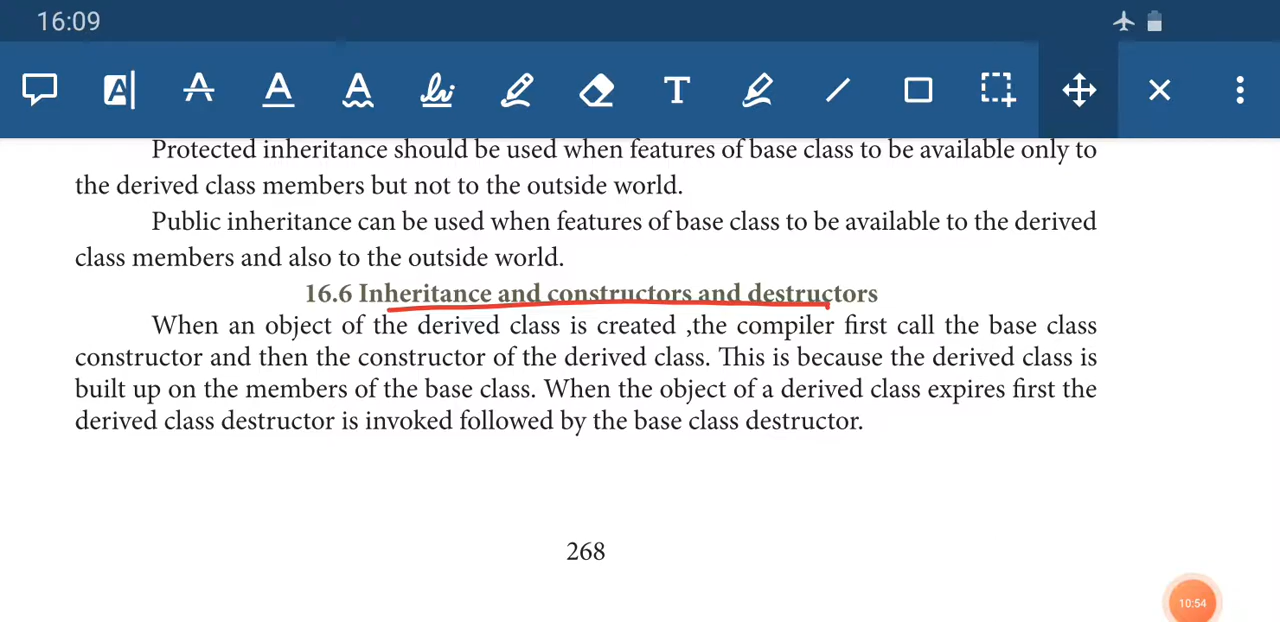 16:09
Protected inheritance should be used when features of base class to be available only to
the derived class members but not to the outside world.
Public inheritance can be used when features of base class to be available to the derived
class members and also to the outside world.
16.6 Inheritance and constructors and destructors
When an object of the derived class is created ,the compiler first call the base class
constructor and then the constructor of the derived class. This is because the derived class is
built up on the members of the base class. When the object of a derived class expires first the
derived class destructor is invoked followed by the base class destructor.
268
10:54